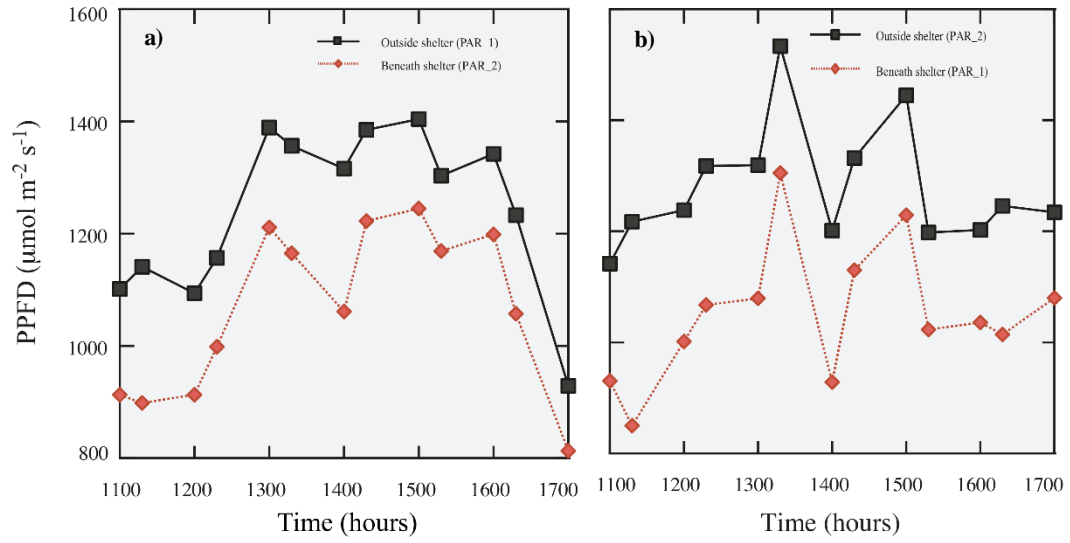 a)
Outside shelter (PAR_1)
Beneath shelter (PAR_2)
PPFD (μmol m⁻² s⁻¹)
1600
1400
1200
1000
800
1100 1200 1300 1400 1500 1600 1700
Time (hours)
b)
Outside shelter (PAR_2)
Beneath shelter (PAR_1)
1100 1200 1300 1400 1500 1600 1700
Time (hours)